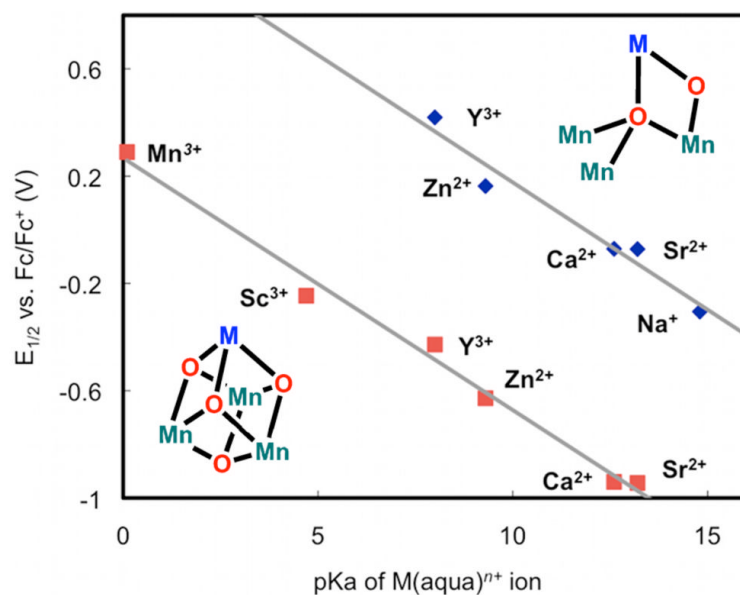 0.6
0.2
-0.2
-0.6
-1
E1/2 vs. Fc/Fc⁺ (V)
M
O
O
Mn
Mn
Mn
Y³⁺
Mn³⁺
Zn²⁺
Ca²⁺
Sr²⁺
Sc³⁺
Na⁺
M
O
O
Mn
O
Mn
Mn
O
Y³⁺
Zn²⁺
Ca²⁺
Sr²⁺
0 5 10 15
pKa of M(aqua)ⁿ⁺ ion